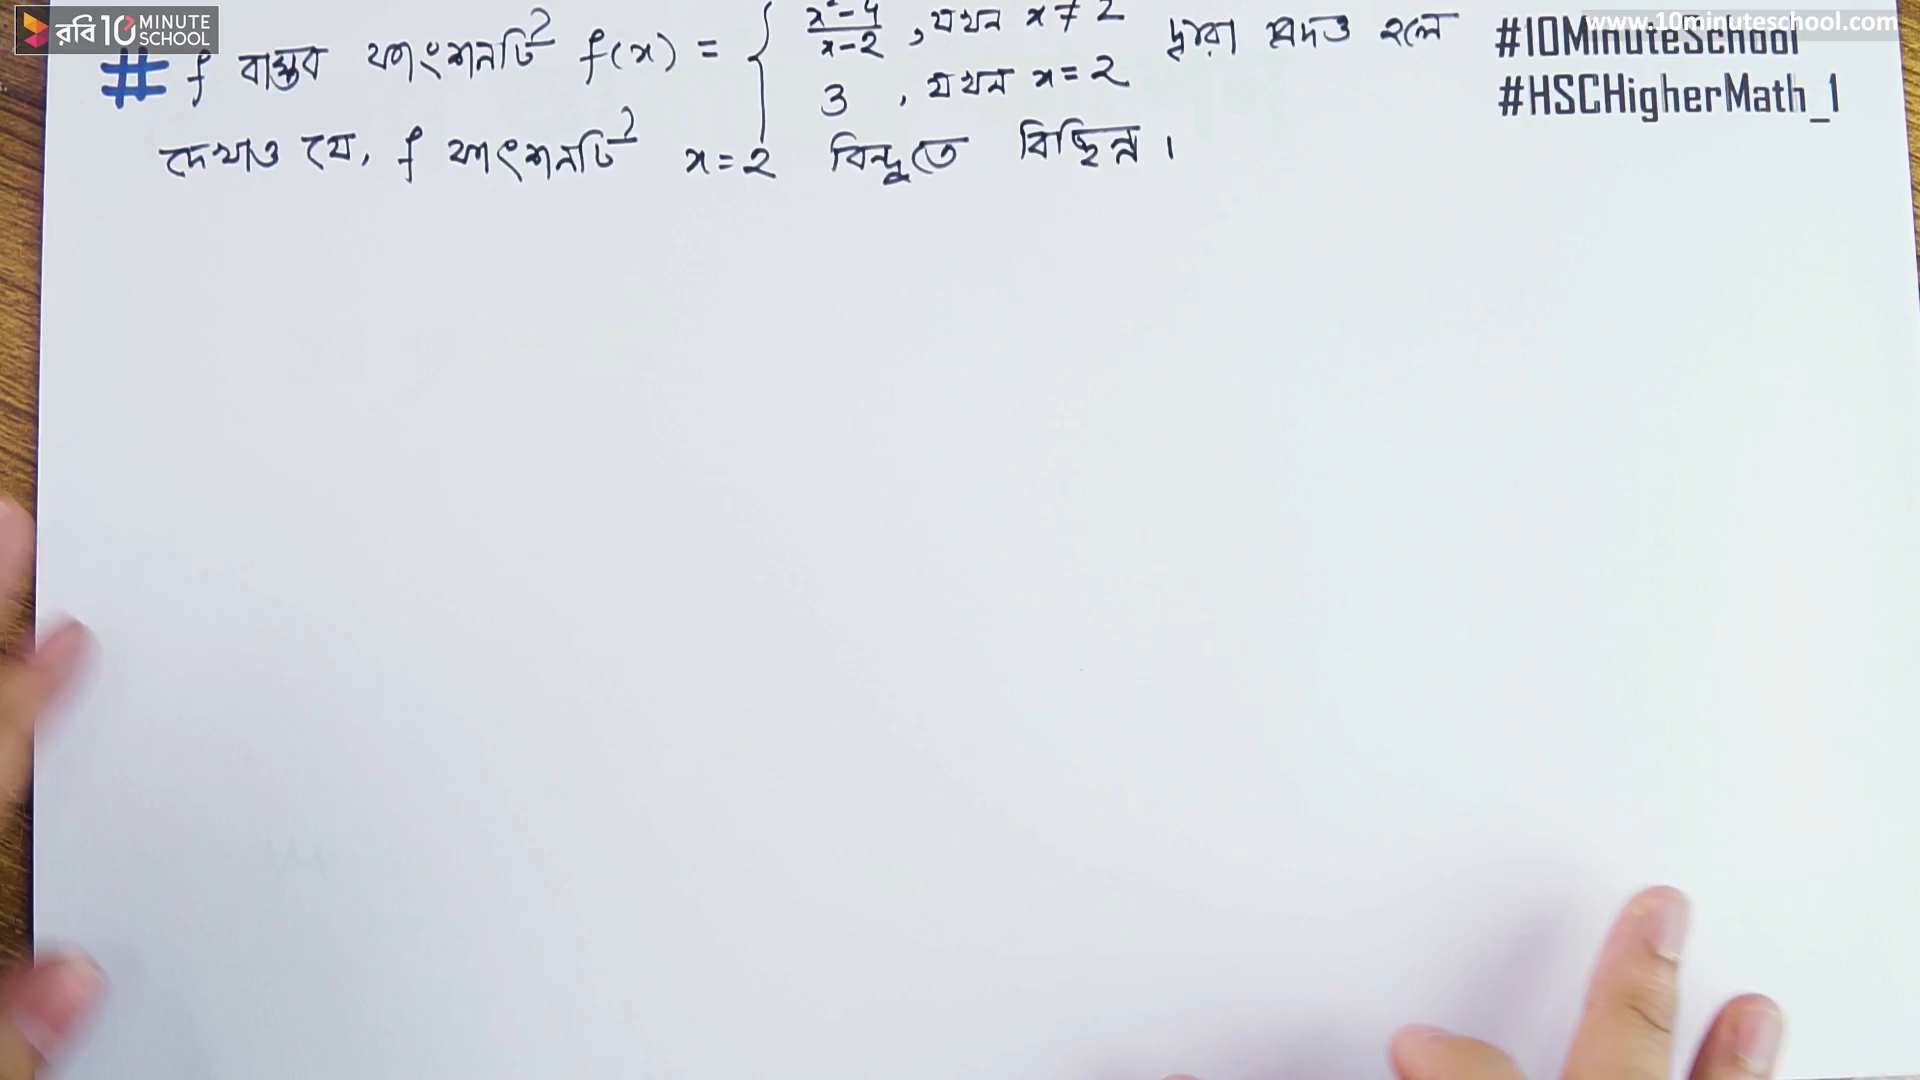 রবি 10 MINUTE SCHOOL
www.10minuteschool.com
#10MinuteSchool
#HSCHigherMath_1
# f বাস্তব ফাংশনটি f(x) = { x²-4/x-2 , যখন x ≠ 2 দ্বারা প্রদত্ত হলে
3 , যখন x = 2
দেখাও যে, f ফাংশনটি x = 2 বিন্দুতে বিচ্ছিন্ন।